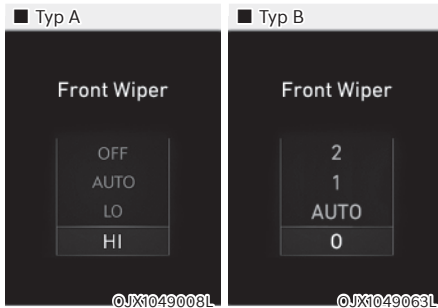 ■ Typ A
Front Wiper
OFF
AUTO
LO
HI
OJX1049008L
■ Typ B
Front Wiper
2
1
AUTO
0
OJX1049063L